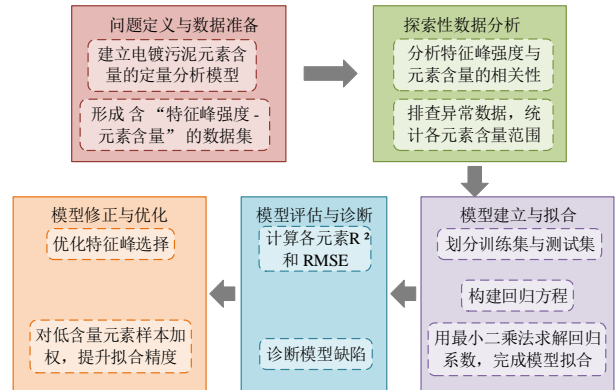 问题定义与数据准备
建立电镀污泥元素含
量的定量分析模型
形成 含 “特征峰强度 -
元素含量” 的数据集
探索性数据分析
分析特征峰强度与
元素含量的相关性
排查异常数据，统
计各元素含量范围
模型建立与拟合
划分训练集与测试集
构建回归方程
用最小二乘法求解回归
系数，完成模型拟合
模型评估与诊断
计算各元素R ²
和 RMSE
诊断模型缺陷
模型修正与优化
优化特征峰选择
对低含量元素样本加
权，提升拟合精度